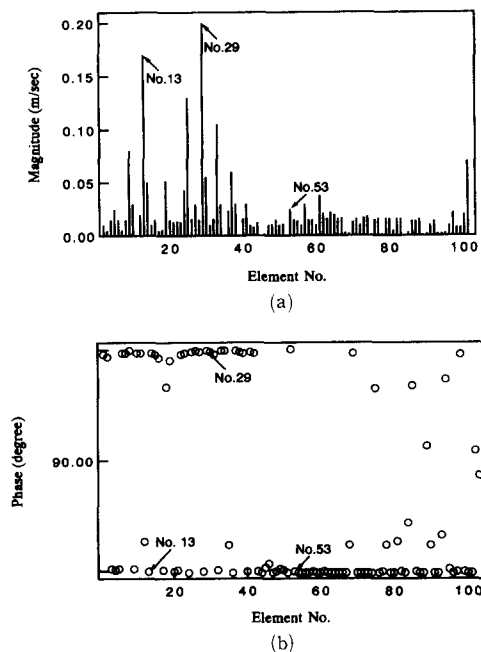 0.20
0.15
0.10
0.05
0.00
Magnitude (m/sec)
No.13
No.29
No.53
20 40 60 80 100
Element No.
(a)
Phase (degree)
90.00
No.29
No. 13
No.53
20 40 60 80 100
Element No.
(b)